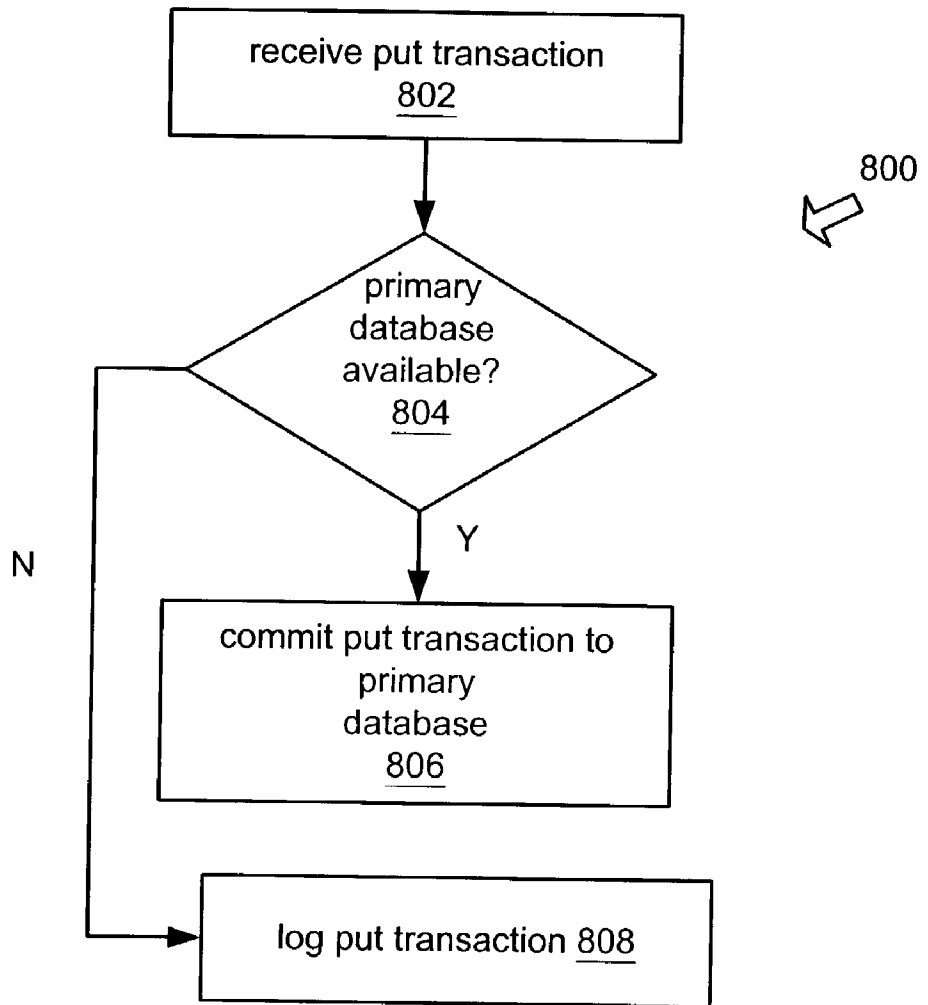 receive put transaction
802
800
primary
database
available?
804
Y
N
commit put transaction to
primary
database
806
log put transaction 808